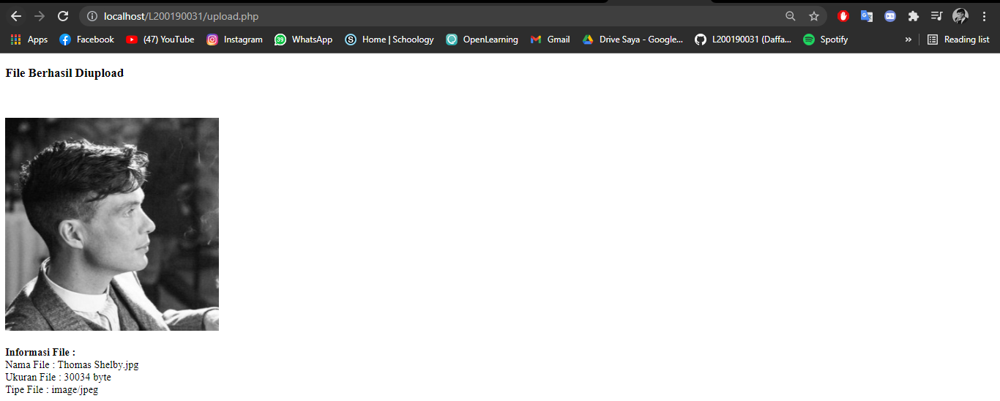 localhost/L200190031/upload.php
Apps Facebook (47) YouTube Instagram 39 WhatsApp S Home | Schoology OpenLearning Gmail Drive Saya - Google... L200190031 (Daffa... Spotify » Reading list
File Berhasil Diupload
Informasi File :
Nama File : Thomas Shelby.jpg
Ukuran File : 30034 byte
Tipe File : image/jpeg